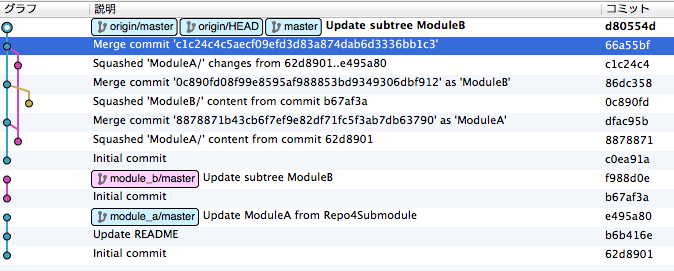 グラフ 説明 コミット
origin/master origin/HEAD master Update subtree ModuleB d80554d
Merge commit 'c1c24c4c5aecf09efd3d83a874dab6d3336bb1c3' 66a55bf
Squashed 'ModuleA/' changes from 62d8901..e495a80 c1c24c4
Merge commit '0c890fd08f99e8595af988853bd9349306dbf912' as 'ModuleB' 86dc358
Squashed 'ModuleB/' content from commit b67af3a 0c890fd
Merge commit '8878871b43cb6f7ef9e82df71fc5f3ab7db63790' as 'ModuleA' dfac95b
Squashed 'ModuleA/' content from commit 62d8901 8878871
Initial commit c0ea91a
module_b/master Update subtree ModuleB f988d0e
Initial commit b67af3a
module_a/master Update ModuleA from Repo4Submodule e495a80
Update README b6b416e
Initial commit 62d8901